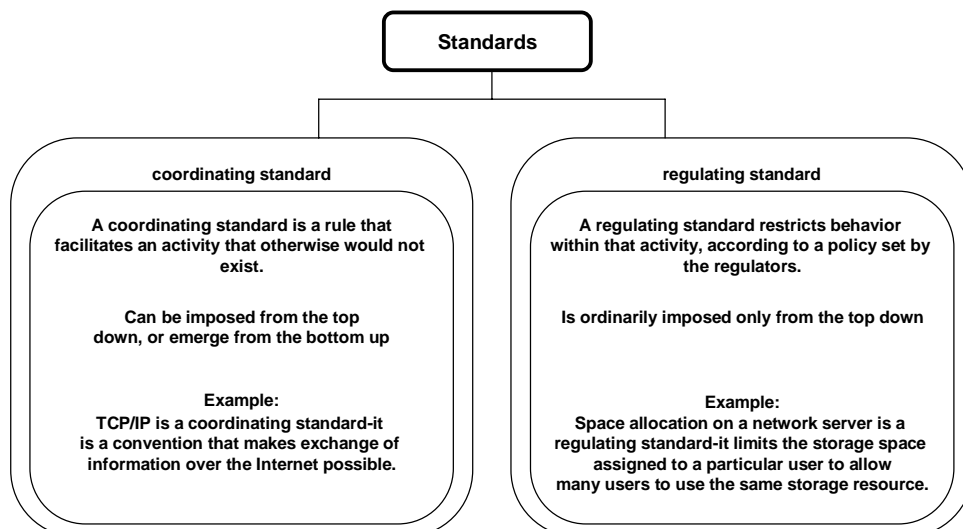 Standards
coordinating standard
A coordinating standard is a rule that
facilitates an activity that otherwise would not
exist.
Can be imposed from the top
down, or emerge from the bottom up
Example:
TCP/IP is a coordinating standard-it
is a convention that makes exchange of
information over the Internet possible.
regulating standard
A regulating standard restricts behavior
within that activity, according to a policy set by
the regulators.
Is ordinarily imposed only from the top down
Example:
Space allocation on a network server is a
regulating standard-it limits the storage space
assigned to a particular user to allow
many users to use the same storage resource.